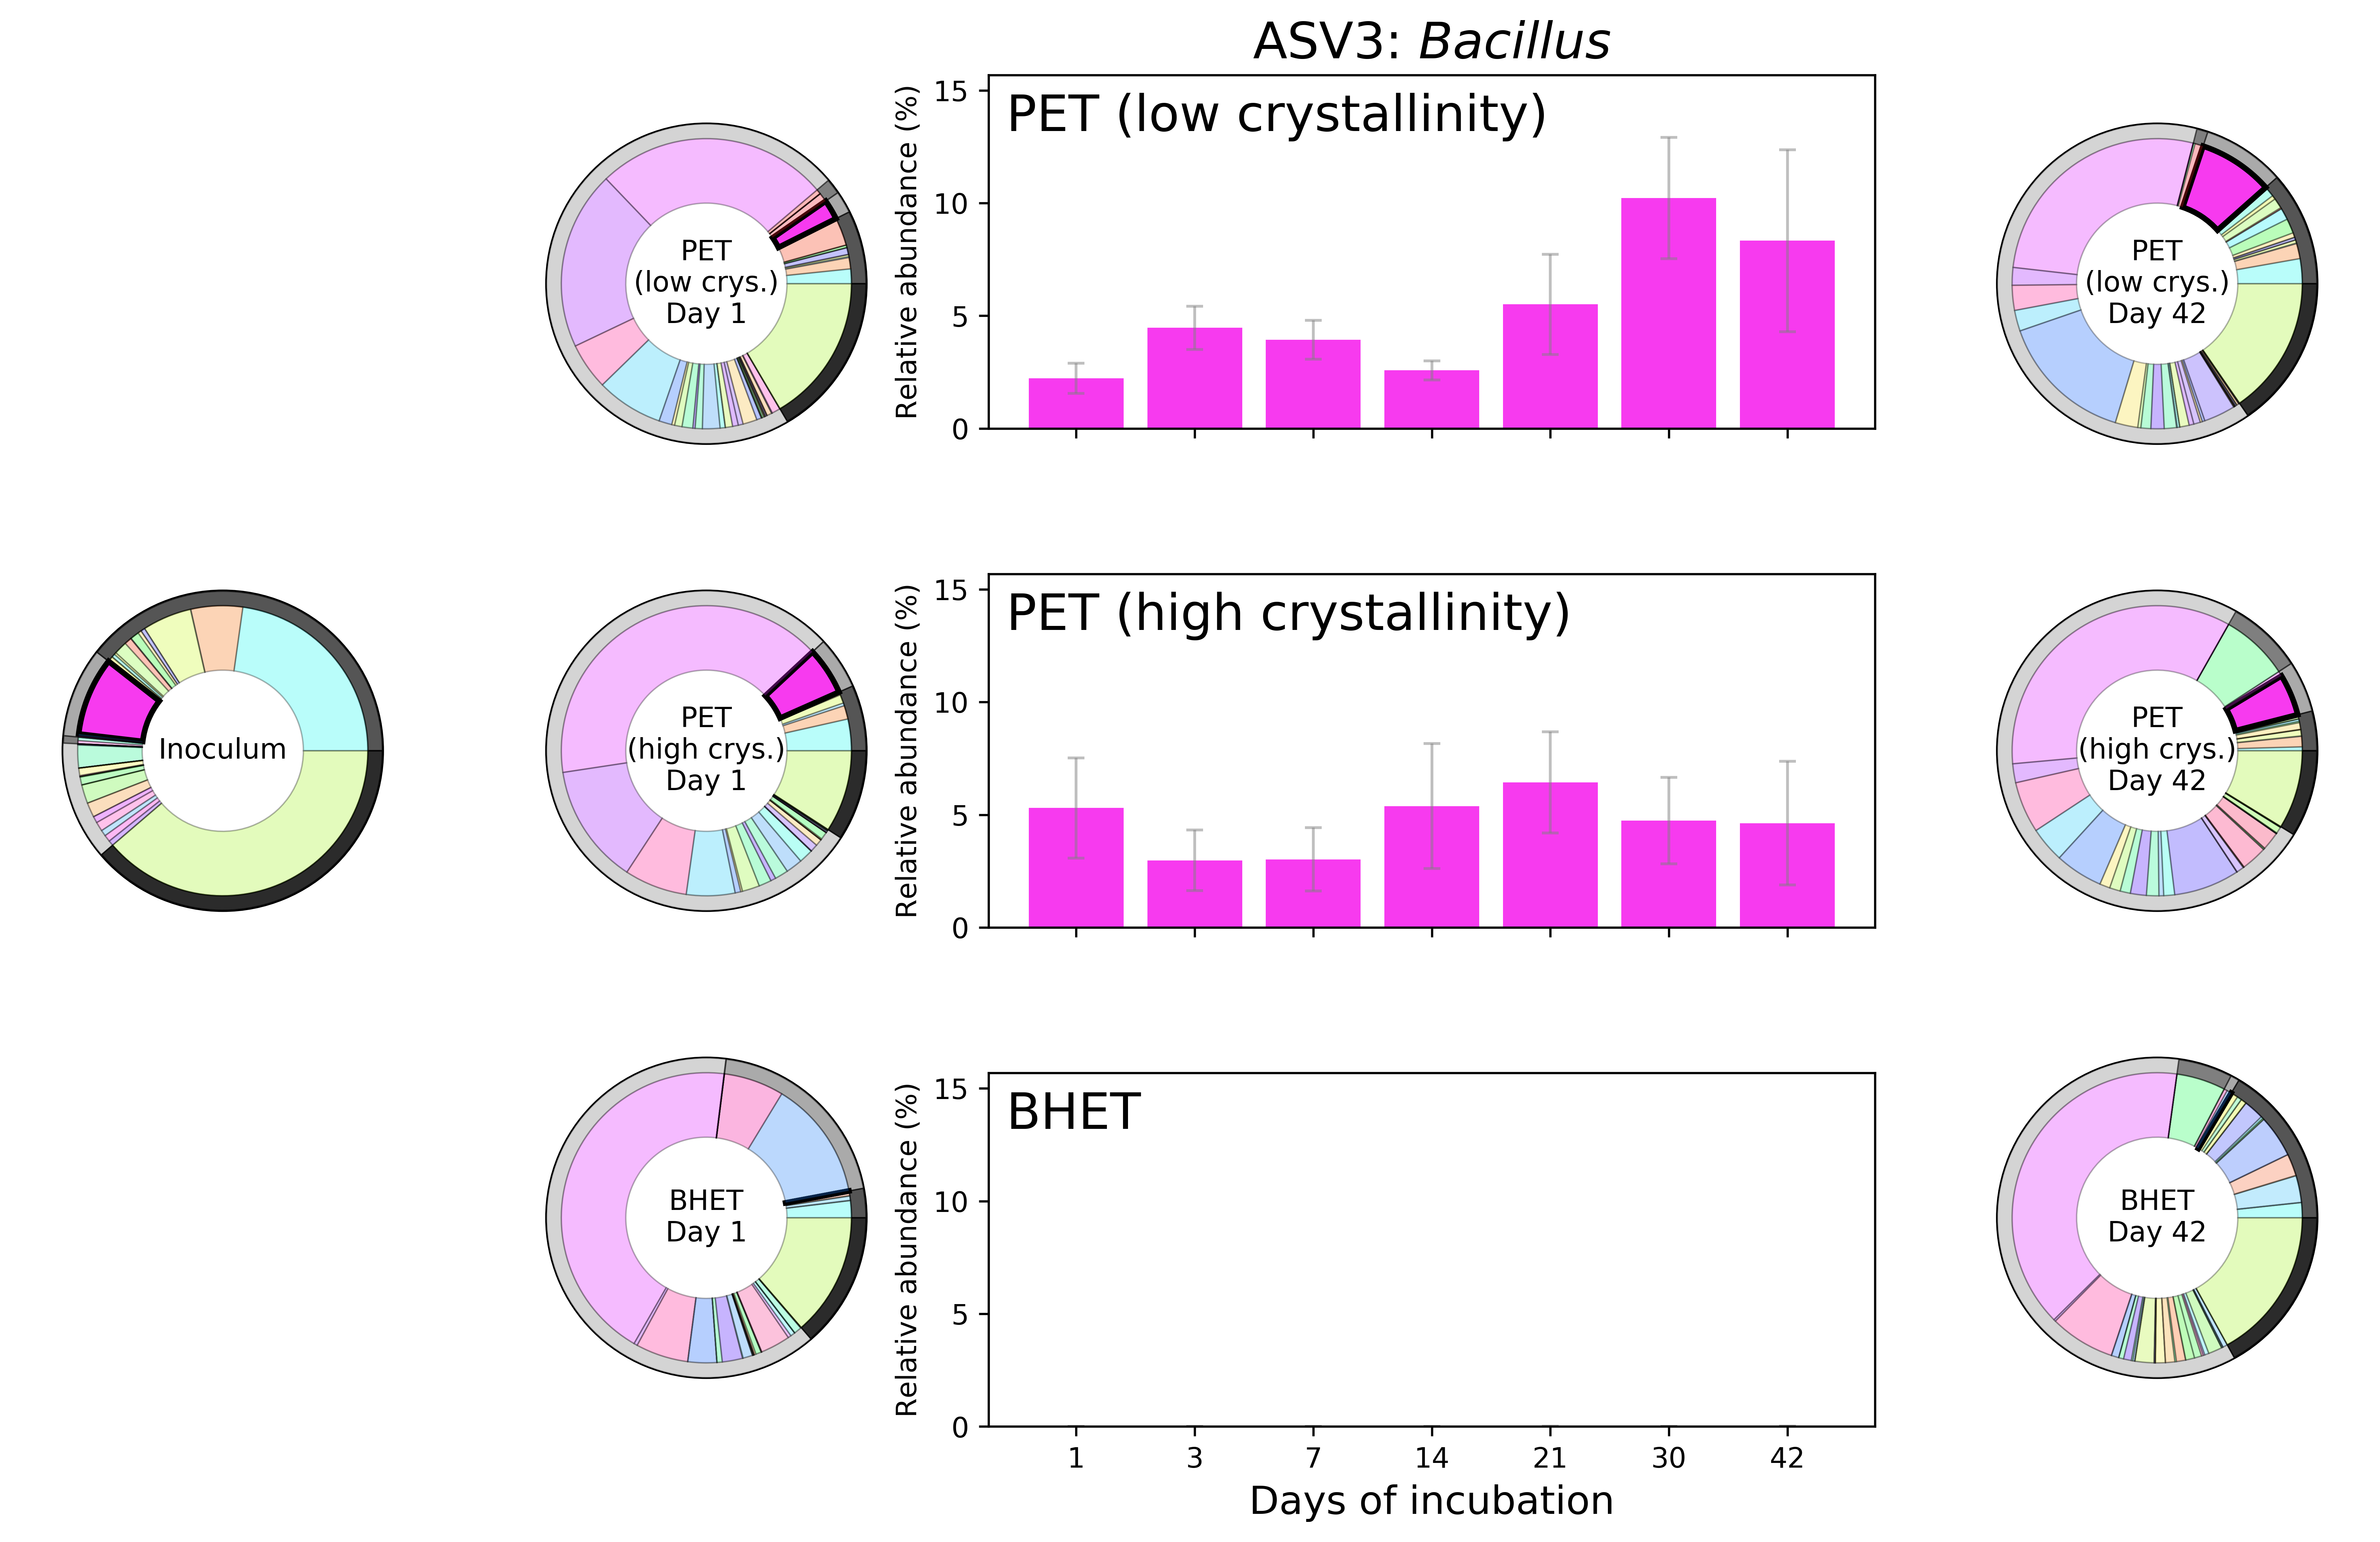 ASV3: Bacillus
PET (low crystallinity)
Relative abundance (%)
15
10
5
0
PET
(low crys.)
Day 1
PET
(low crys.)
Day 42
PET (high crystallinity)
Relative abundance (%)
15
10
5
0
Inoculum
PET
(high crys.)
Day 1
PET
(high crys.)
Day 42
BHET
Relative abundance (%)
15
10
5
0
BHET
Day 1
BHET
Day 42
1 3 7 14 21 30 42
Days of incubation